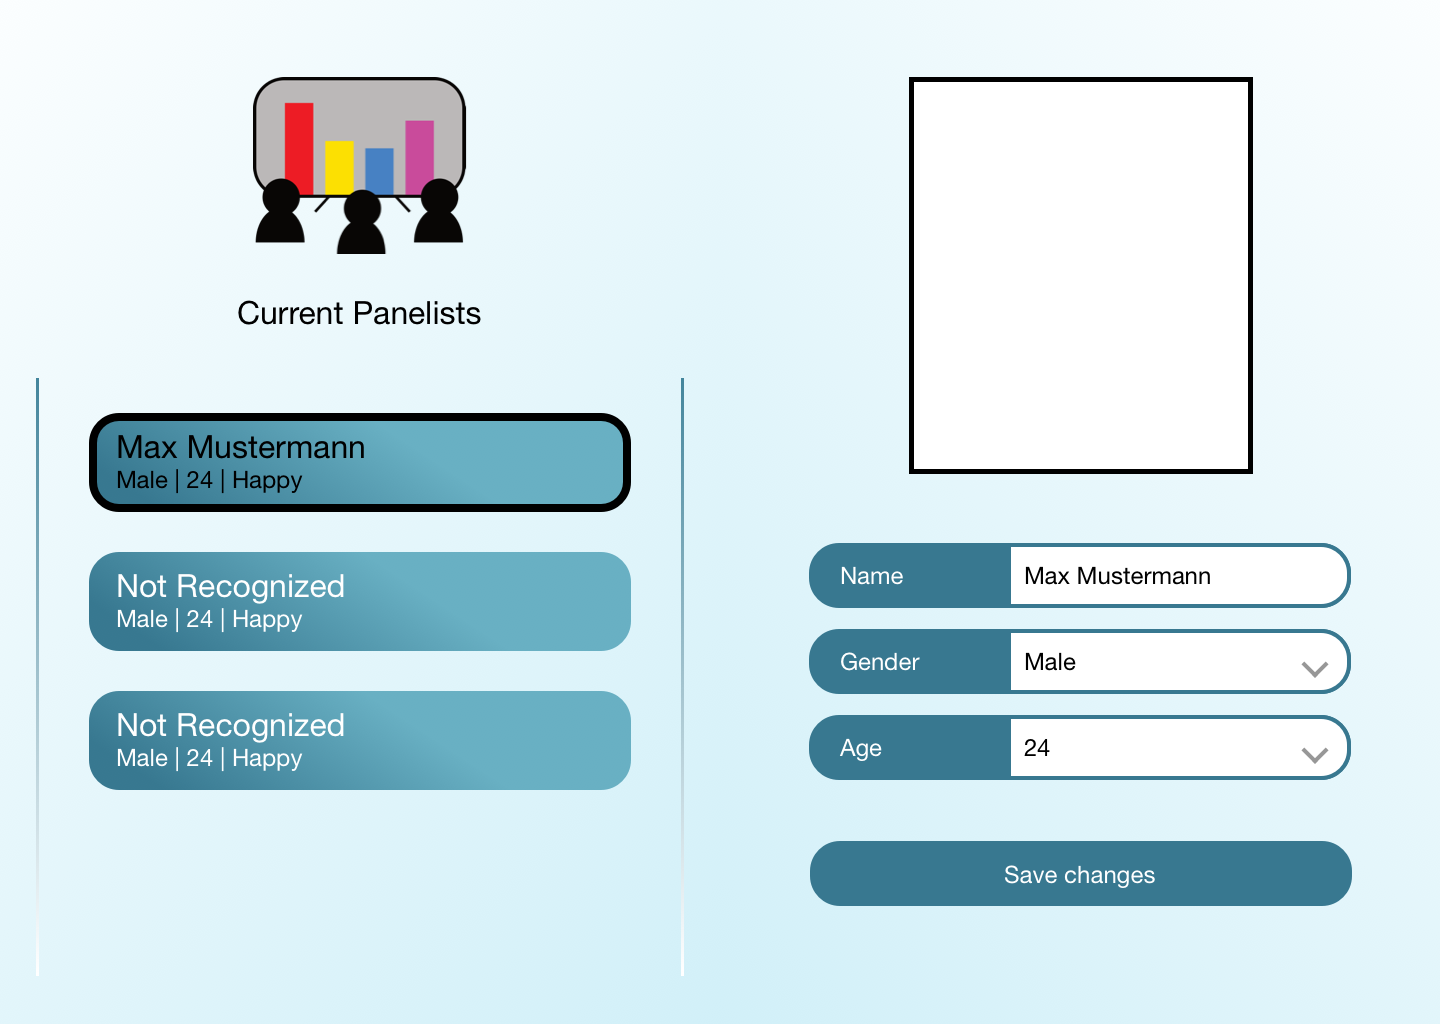 Current Panelists
Max Mustermann
Male | 24 | Happy
Not Recognized
Male | 24 | Happy
Not Recognized
Male | 24 | Happy
Name
Max Mustermann
Gender
Male
Age
24
Save changes